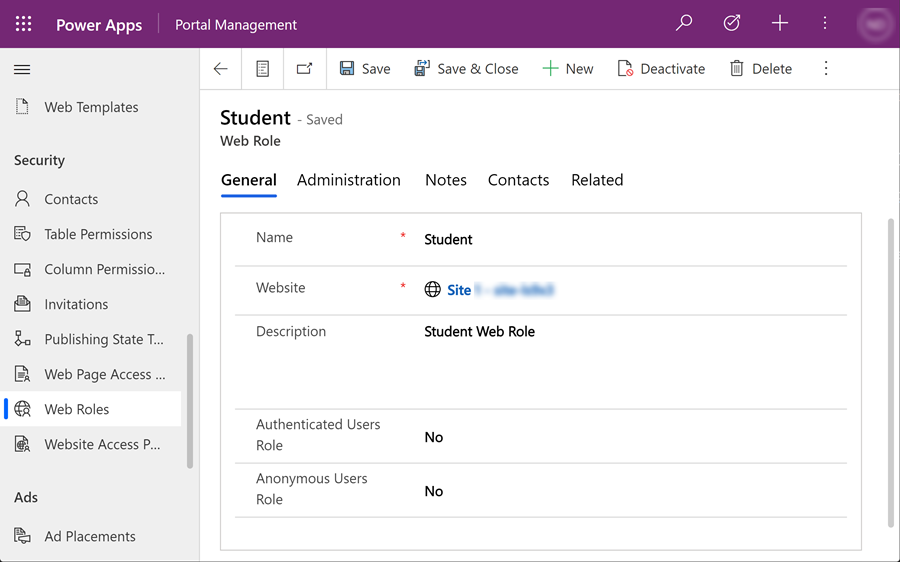 Power Apps Portal Management
Save Save & Close New Deactivate Delete
Web Templates
Security
Contacts
Table Permissions
Column Permissio...
Invitations
Publishing State T...
Web Page Access ...
Web Roles
Website Access P...
Ads
Ad Placements
Student - Saved
Web Role
General Administration Notes Contacts Related
Name * Student
Website * Site
Description Student Web Role
Authenticated Users
Role
No
Anonymous Users
Role
No